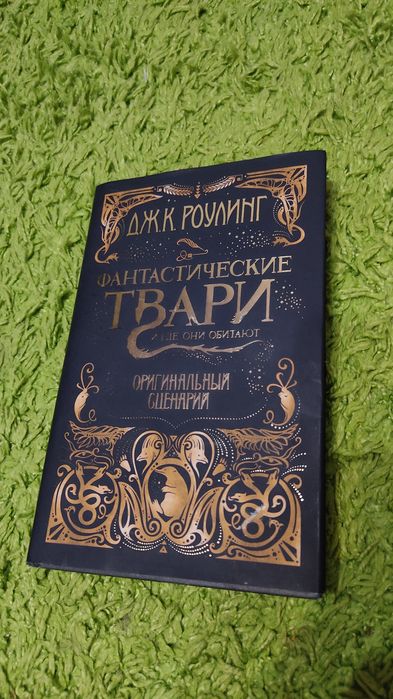 ДЖ.К. РОУЛИНГ
ФАНТАСТИЧЕСКИЕ
ТВАРИ
И ГДЕ ОНИ ОБИТАЮТ
ОРИГИНАЛЬНЫЙ
СЦЕНАРИЙ